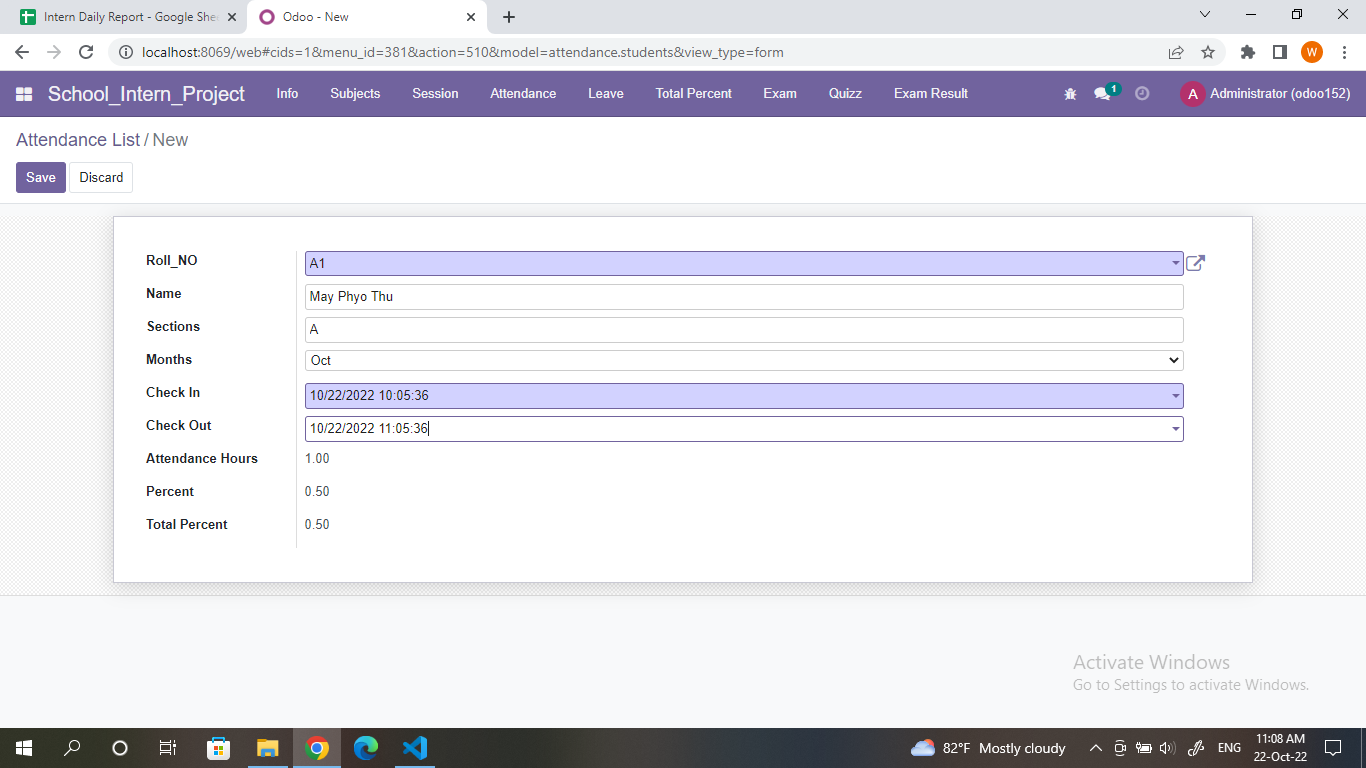 Intern Daily Report - Google She
Odoo - New
localhost:8069/web#cids=1&menu_id=381&action=510&model=attendance.students&view_type=form
W
School_Intern_Project Info Subjects Session Attendance Leave Total Percent Exam Quizz Exam Result 1 A Administrator (odoo152)
Attendance List / New
Save Discard
Roll_NO A1
Name May Phyo Thu
Sections A
Months Oct
Check In 10/22/2022 10:05:36
Check Out 10/22/2022 11:05:36
Attendance Hours 1.00
Percent 0.50
Total Percent 0.50
Activate Windows
Go to Settings to activate Windows.
82°F Mostly cloudy ENG 11:08 AM
22-Oct-22